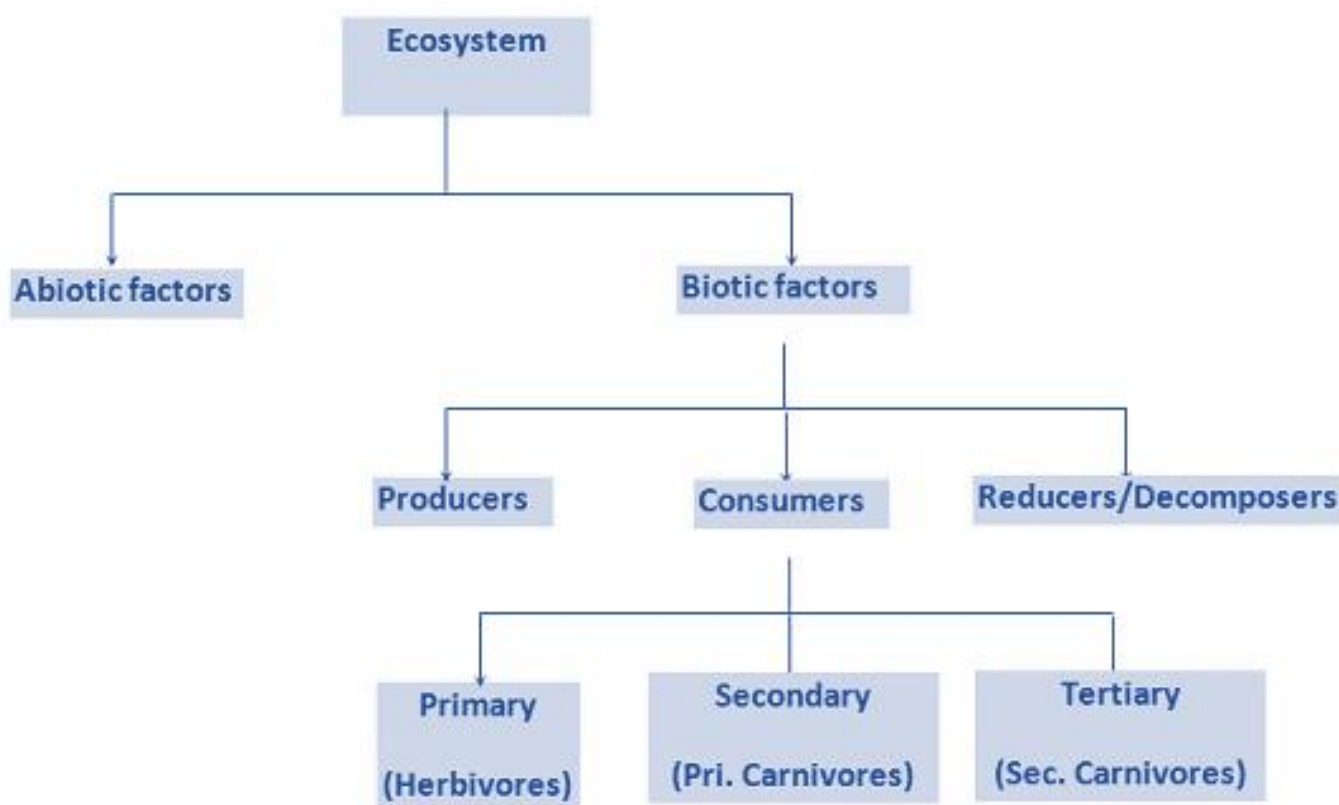 Ecosystem
Abiotic factors
Biotic factors
Producers
Consumers
Reducers/Decomposers
Primary
(Herbivores)
Secondary
(Pri. Carnivores)
Tertiary
(Sec. Carnivores)